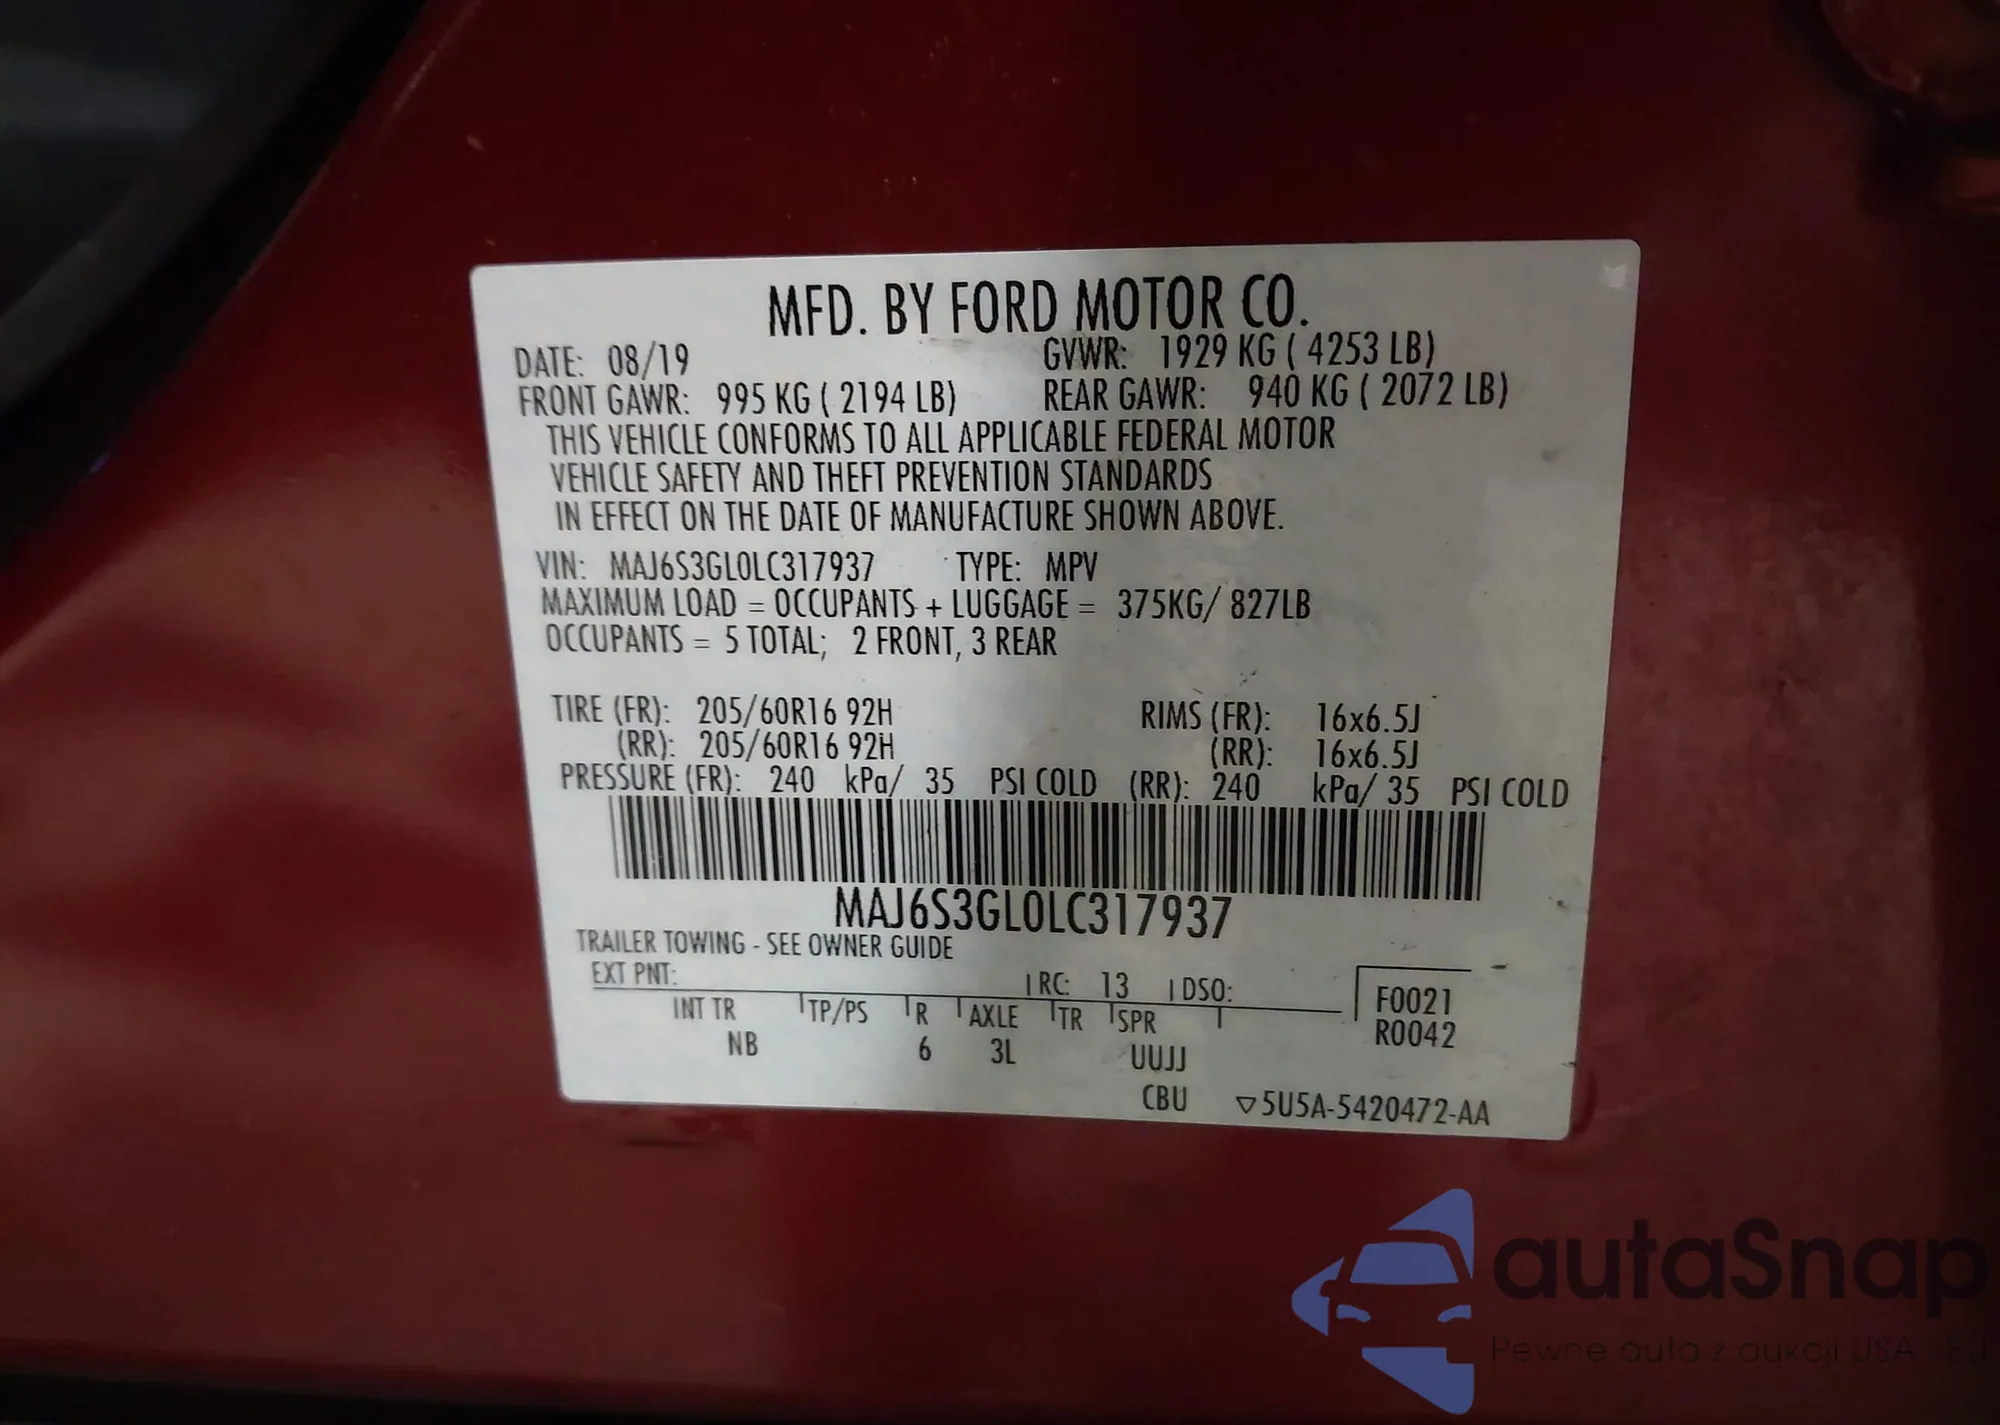 MFD. BY FORD MOTOR CO.
DATE: 08/19 GVWR: 1929 KG ( 4253 LB)
FRONT GAWR: 995 KG ( 2194 LB) REAR GAWR: 940 KG ( 2072 LB)
THIS VEHICLE CONFORMS TO ALL APPLICABLE FEDERAL MOTOR
VEHICLE SAFETY AND THEFT PREVENTION STANDARDS
IN EFFECT ON THE DATE OF MANUFACTURE SHOWN ABOVE.
VIN: MAJ6S3GL0LC317937 TYPE: MPV
MAXIMUM LOAD = OCCUPANTS + LUGGAGE = 375KG/ 827LB
OCCUPANTS = 5 TOTAL; 2 FRONT, 3 REAR
TIRE (FR): 205/60R16 92H RIMS (FR): 16x6.5J
(RR): 205/60R16 92H (RR): 16x6.5J
PRESSURE (FR): 240 kPa/ 35 PSI COLD (RR): 240 kPa/ 35 PSI COLD
MAJ6S3GL0LC317937
TRAILER TOWING - SEE OWNER GUIDE
EXT PNT: RC: 13 DSO: F0021
INT TR TP/PS R AXLE TR SPR R0042
NB 6 3L UUJJ
CBU ▽5U5A-5420472-AA
autaSnap
Pewne auta z aukcji USA i EU